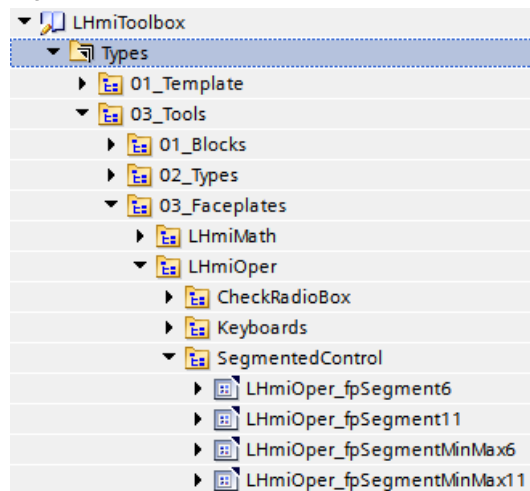 LHmiToolbox
Types
01_Template
03_Tools
01_Blocks
02_Types
03_Faceplates
LHmiMath
LHmiOper
CheckRadioBox
Keyboards
SegmentedControl
LHmiOper_fpSegment6
LHmiOper_fpSegment11
LHmiOper_fpSegmentMinMax6
LHmiOper_fpSegmentMinMax11